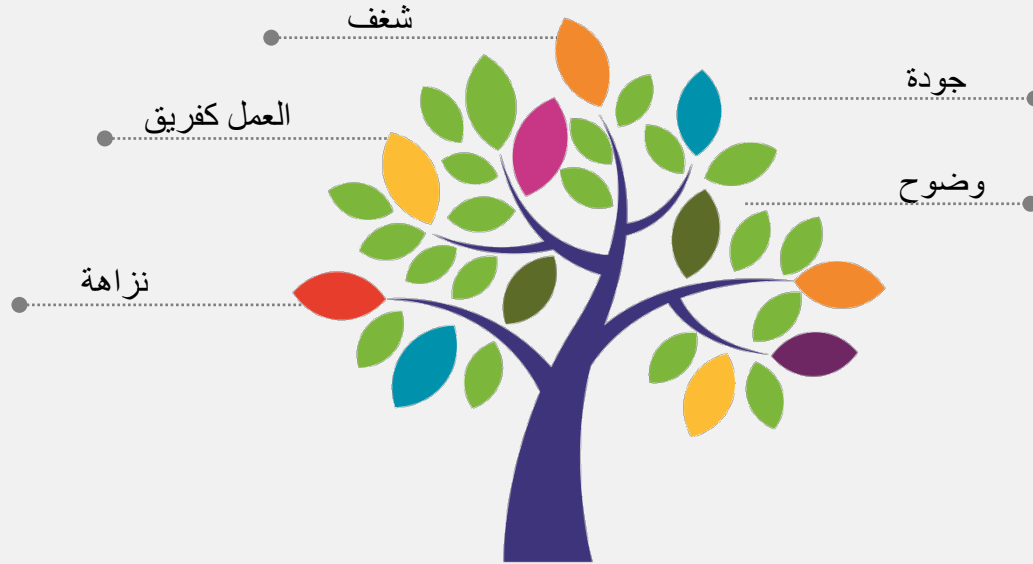 شغف
جودة
العمل كفريق
وضوح
نزاهة